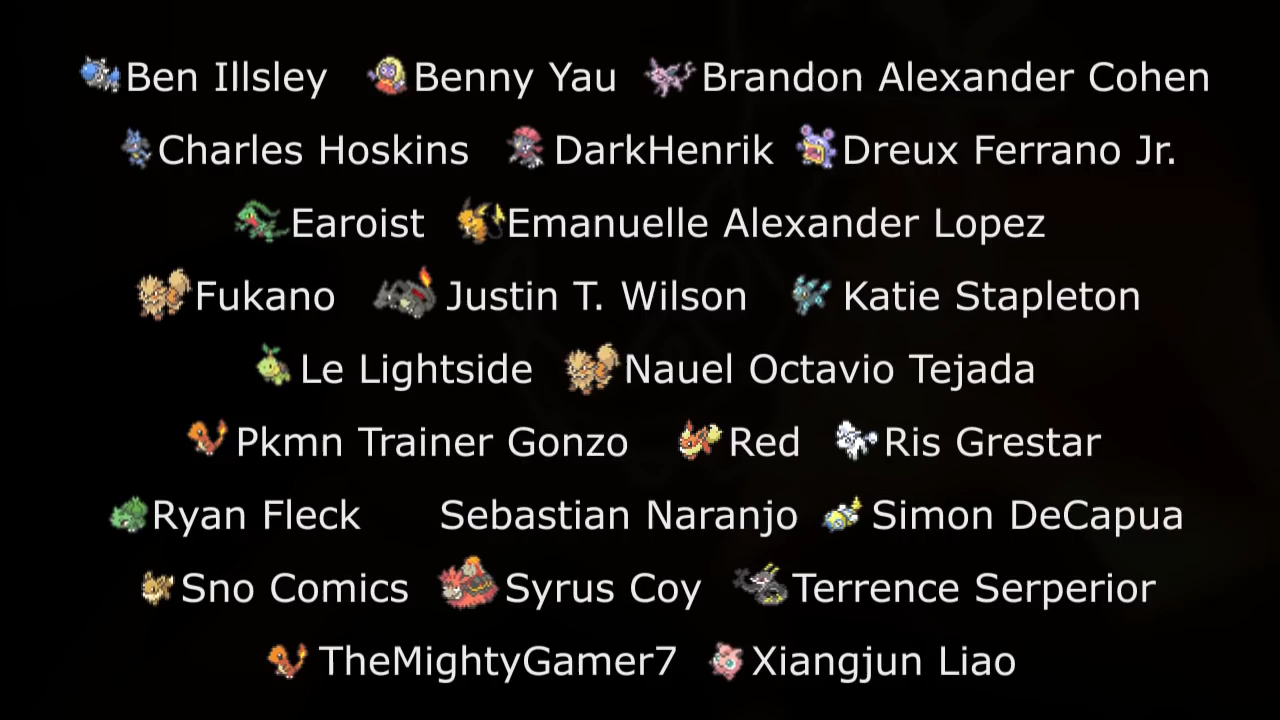 Ben Illsley Benny Yau Brandon Alexander Cohen
Charles Hoskins DarkHenrik Dreux Ferrano Jr.
Earoist Emanuelle Alexander Lopez
Fukano Justin T. Wilson Katie Stapleton
Le Lightside Nauel Octavio Tejada
Pkmn Trainer Gonzo Red Ris Grestar
Ryan Fleck Sebastian Naranjo Simon DeCapua
Sno Comics Syrus Coy Terrence Serperior
TheMightyGamer7 Xiangjun Liao